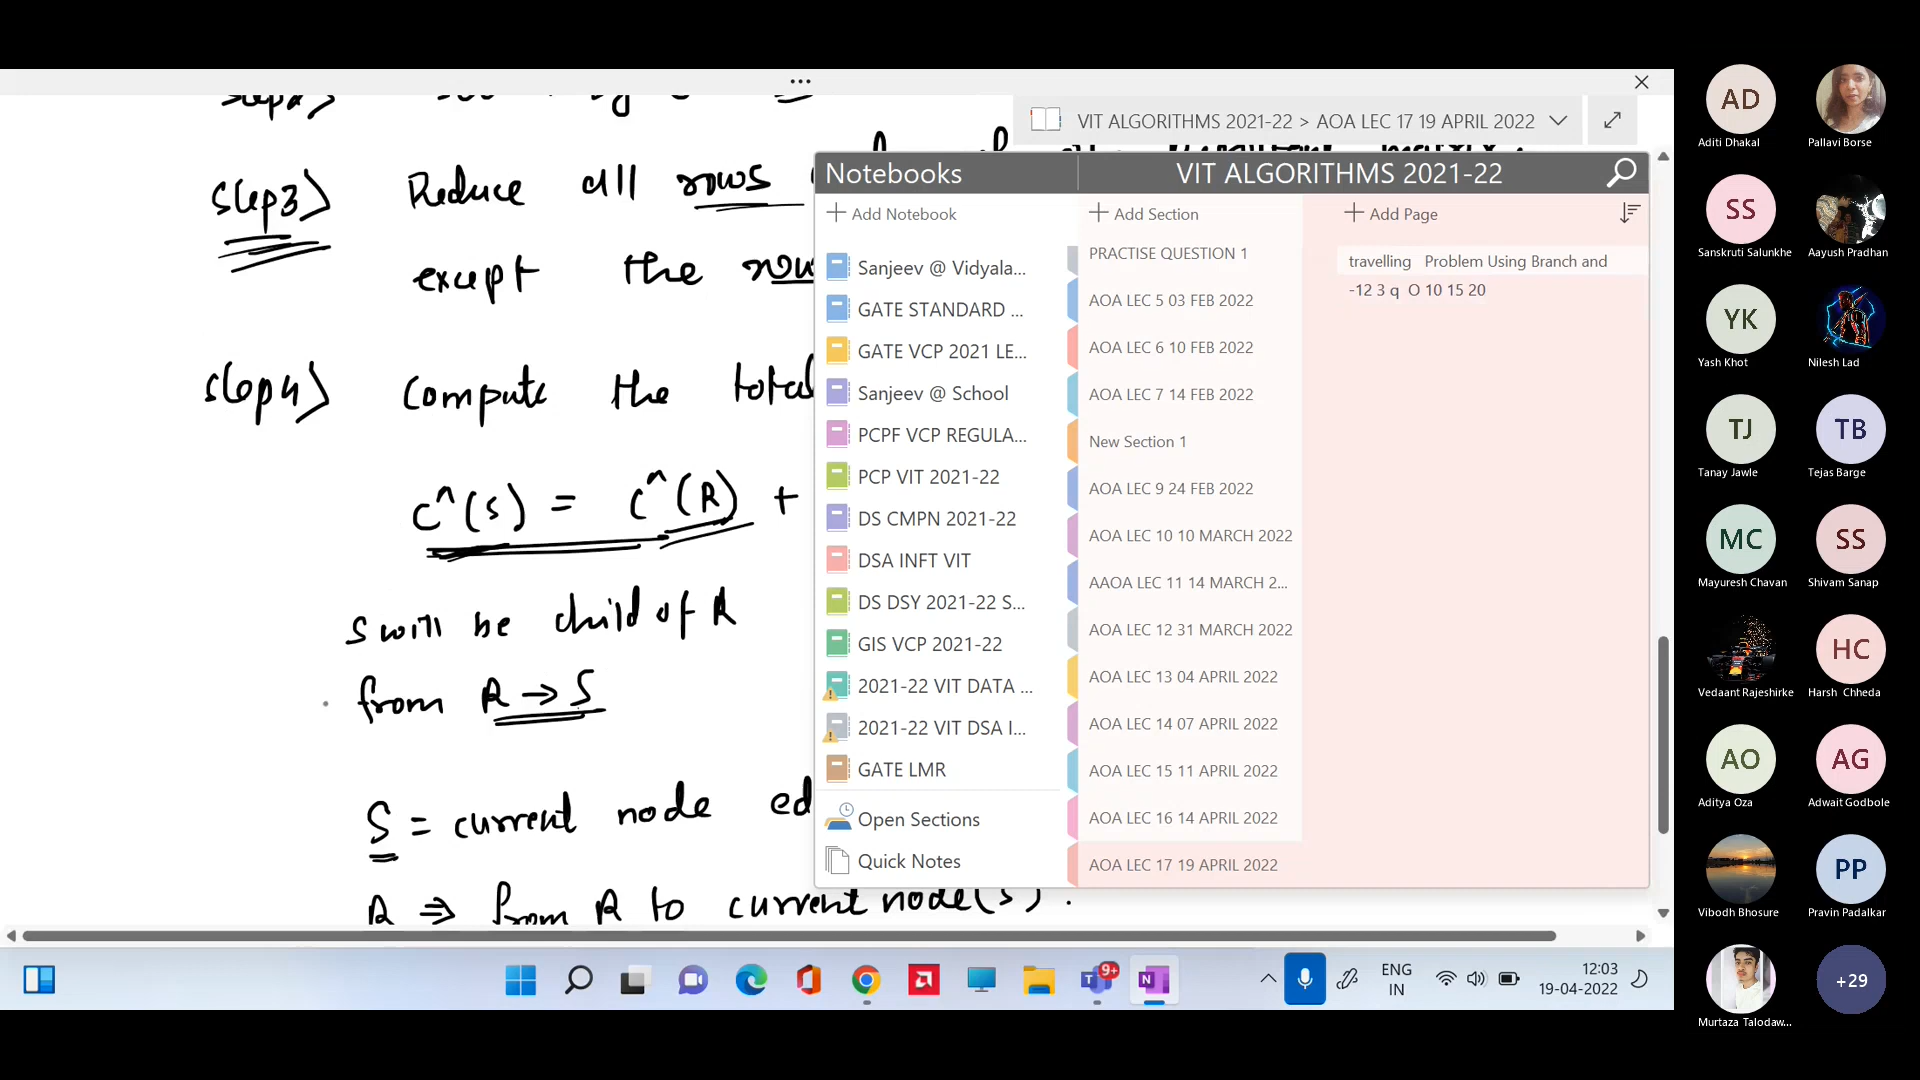 VIT ALGORITHMS 2021-22 > AOA LEC 17 19 APRIL 2022
step3) Reduce all rows
except the rows
step4) Compute the total
C^(S) = C^(R) +
S will be child of R
from R → S
S = current node
R ⇒ from R to current node(S).
Notebooks
VIT ALGORITHMS 2021-22
Add Notebook
Sanjeev @ Vidyala...
GATE STANDARD ...
GATE VCP 2021 LE...
Sanjeev @ School
PCPF VCP REGULA...
PCP VIT 2021-22
DS CMPN 2021-22
DSA INFT VIT
DS DSY 2021-22 S...
GIS VCP 2021-22
2021-22 VIT DATA ...
2021-22 VIT DSA I...
GATE LMR
Open Sections
Quick Notes
Add Section
PRACTISE QUESTION 1
AOA LEC 5 03 FEB 2022
AOA LEC 6 10 FEB 2022
AOA LEC 7 14 FEB 2022
New Section 1
AOA LEC 9 24 FEB 2022
AOA LEC 10 10 MARCH 2022
AAOA LEC 11 14 MARCH 2...
AOA LEC 12 31 MARCH 2022
AOA LEC 13 04 APRIL 2022
AOA LEC 14 07 APRIL 2022
AOA LEC 15 11 APRIL 2022
AOA LEC 16 14 APRIL 2022
AOA LEC 17 19 APRIL 2022
Add Page
travelling Problem Using Branch and
-12 3 q O 10 15 20
9+
ENG
IN
12:03
19-04-2022
AD
Aditi Dhakal
Pallavi Borse
SS
Sanskruti Salunkhe
Aayush Pradhan
YK
Yash Khot
Nilesh Lad
TJ
Tanay Jawle
TB
Tejas Barge
MC
Mayuresh Chavan
SS
Shivam Sanap
Vedaant Rajeshirke
HC
Harsh Chheda
AO
Aditya Oza
AG
Adwait Godbole
Vibodh Bhosure
PP
Pravin Padalkar
Murtaza Talodaw...
+29